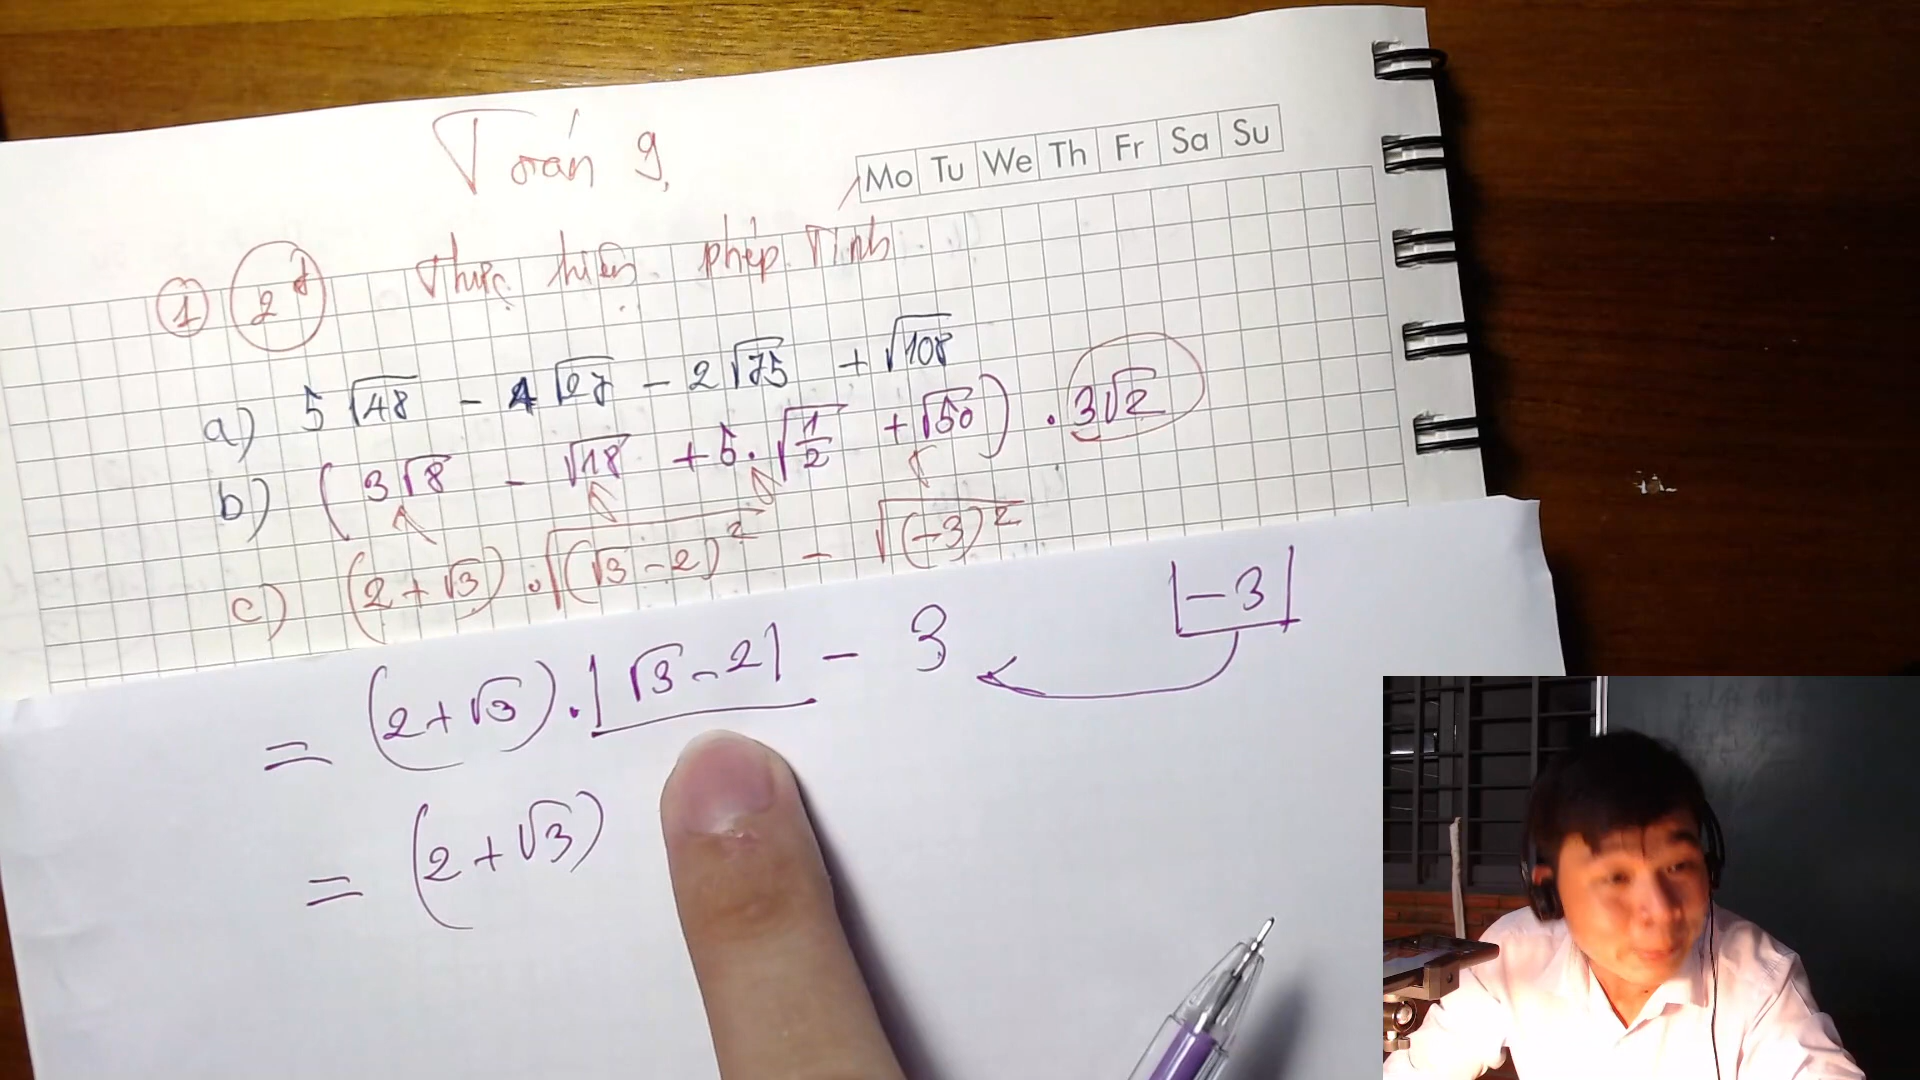 Toán 9
Mo Tu We Th Fr Sa Su
① 2đ Thực hiện phép Tính
a) 5√48 - 4√27 - 2√75 + √108
b) (3√8 - √18 + 5.√(1/2) + √50) . 3√2
c) (2 + √3) . √(√3 - 2)² - √(-3)²
|-3|
= (2 + √3) . |√3 - 2| - 3
= (2 + √3)